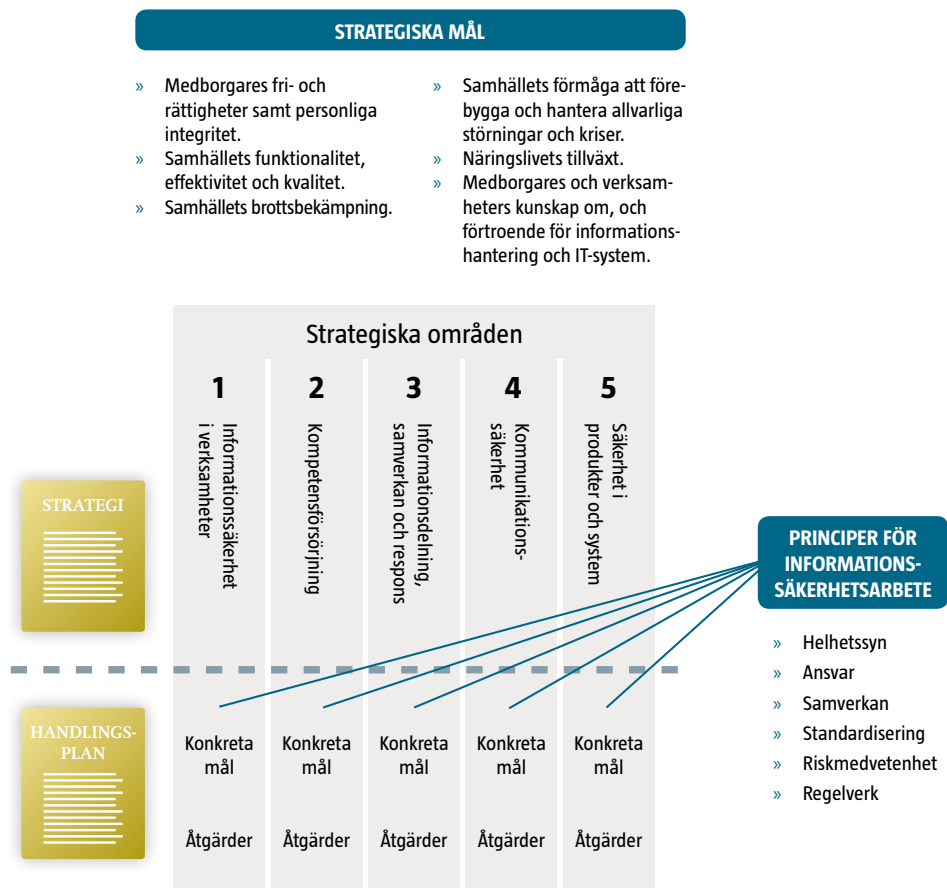 STRATEGISKA MÅL
» Medborgares fri- och
rättigheter samt personliga
integritet.
» Samhällets funktionalitet,
effektivitet och kvalitet.
» Samhällets brottsbekämpning.
» Samhällets förmåga att före-
bygga och hantera allvarliga
störningar och kriser.
» Näringslivets tillväxt.
» Medborgares och verksam-
heters kunskap om, och
förtroende för informations-
hantering och IT-system.
Strategiska områden
1
Informationssäkerhet
i verksamheter
2
Kompetensförsörjning
3
Informationsdelning,
samverkan och respons
4
Kommunikations-
säkerhet
5
Säkerhet i
produkter och system
STRATEGI
PRINCIPER FÖR
INFORMATIONS-
SÄKERHETSARBETE
» Helhetssyn
» Ansvar
» Samverkan
» Standardisering
» Riskmedvetenhet
» Regelverk
HANDLINGS-
PLAN
Konkreta
mål
Konkreta
mål
Konkreta
mål
Konkreta
mål
Konkreta
mål
Åtgärder
Åtgärder
Åtgärder
Åtgärder
Åtgärder